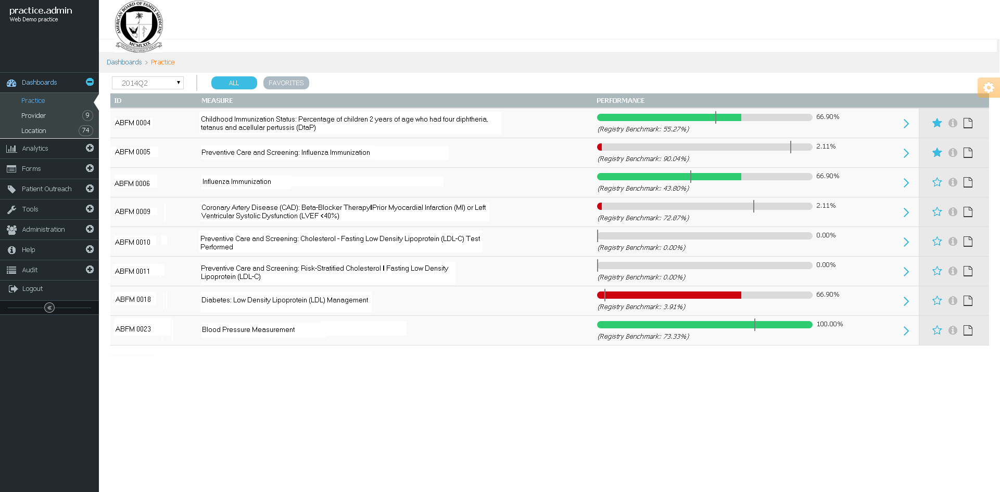 practice.admin
Web Demo practice
AMERICAN BOARD OF FAMILY MEDICINE
MCMLXIX
Dashboards > Practice
Dashboards
Practice
Provider 9
Location 74
Analytics
Forms
Patient Outreach
Tools
Administration
Help
Audit
Logout
2014Q2
ALL
FAVORITES
ID MEASURE PERFORMANCE
ABFM 0004
Childhood Immunization Status: Percentage of children 2 years of age who had four diphtheria,
tetanus and acellular pertussis (DtaP)
66.90%
(Registry Benchmark: 55.27%)
ABFM 0005
Preventive Care and Screening: Influenza Immunization
2.11%
(Registry Benchmark: 90.04%)
ABFM 0006
Influenza Immunization
66.90%
(Registry Benchmark: 43.80%)
ABFM 0009
Coronary Artery Disease (CAD): Beta-Blocker Therapy|Prior Myocardial Infarction (MI) or Left
Ventricular Systolic Dysfunction (LVEF <40%)
2.11%
(Registry Benchmark: 72.87%)
ABFM 0010
Preventive Care and Screening: Cholesterol - Fasting Low Density Lipoprotein (LDL-C) Test
Performed
0.00%
(Registry Benchmark: 0.00%)
ABFM 0011
Preventive Care and Screening: Risk-Stratified Cholesterol | Fasting Low Density
Lipoprotein (LDL-C)
0.00%
(Registry Benchmark: 0.00%)
ABFM 0018
Diabetes: Low Density Lipoprotein (LDL) Management
66.90%
(Registry Benchmark: 3.91%)
ABFM 0023
Blood Pressure Measurement
100.00%
(Registry Benchmark: 73.33%)